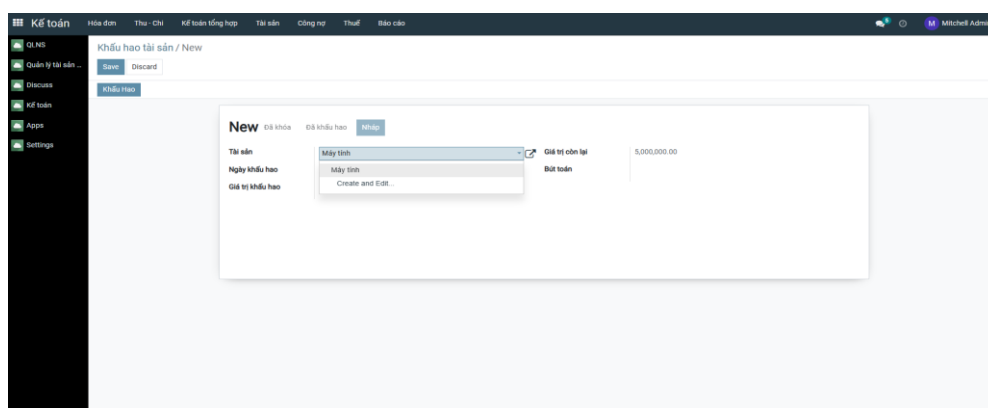 Kế toán Hóa đơn Thu - Chi Kế toán tổng hợp Tài sản Công nợ Thuế Báo cáo M Mitchell Admi
QLNS
Quản lý tài sản ...
Discuss
Kế toán
Apps
Settings
Khấu hao tài sản / New
Save Discard
Khấu Hao
New Đã khóa Đã khấu hao Nháp
Tài sản Máy tính Giá trị còn lại 5,000,000.00
Ngày khấu hao Máy tính Bút toán
Giá trị khấu hao Create and Edit...